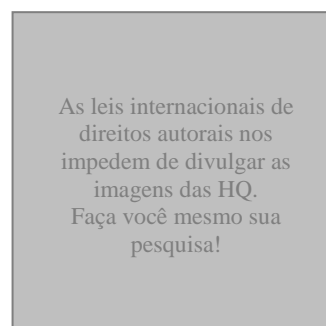 As leis internacionais de
direitos autorais nos
impedem de divulgar as
imagens das HQ.
Faça você mesmo sua
pesquisa!